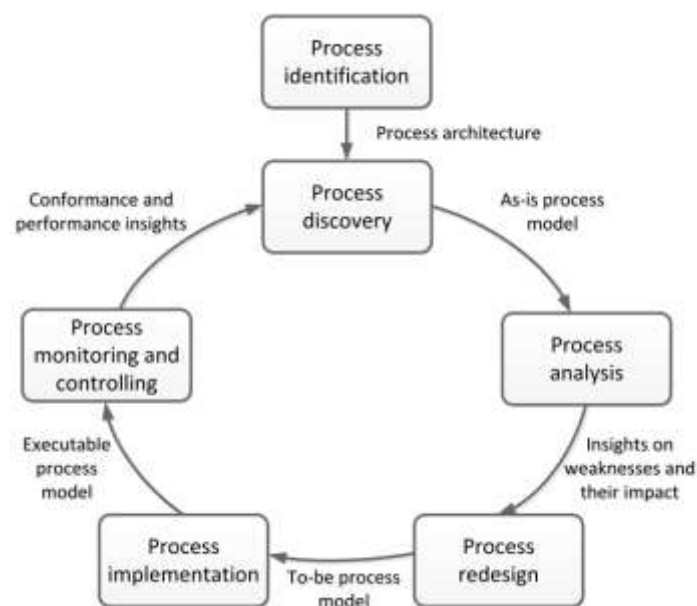 Process
identification
Process architecture
Process
discovery
As-is process
model
Process
analysis
Insights on
weaknesses and
their impact
Process
redesign
To-be process
model
Process
implementation
Executable
process
model
Process
monitoring and
controlling
Conformance and
performance insights